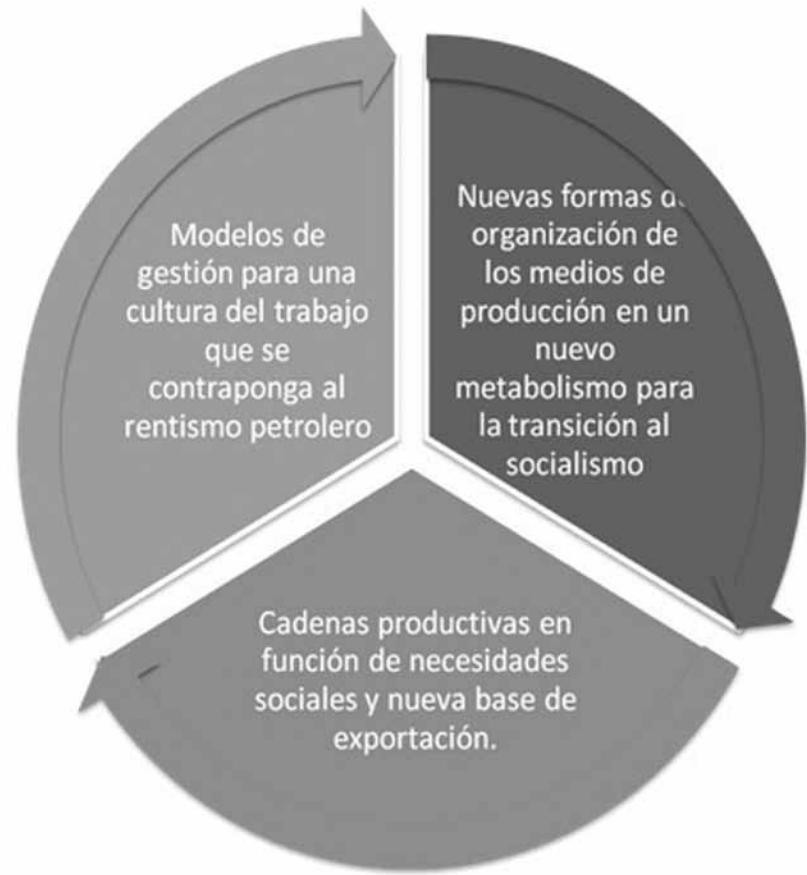 Modelos de
gestión para una
cultura del trabajo
que se
contraponga al
rentismo petrolero
Nuevas formas de
organización de
los medios de
producción en un
nuevo
metabolismo para
la transición al
socialismo
Cadenas productivas en
función de necesidades
sociales y nueva base de
exportación.